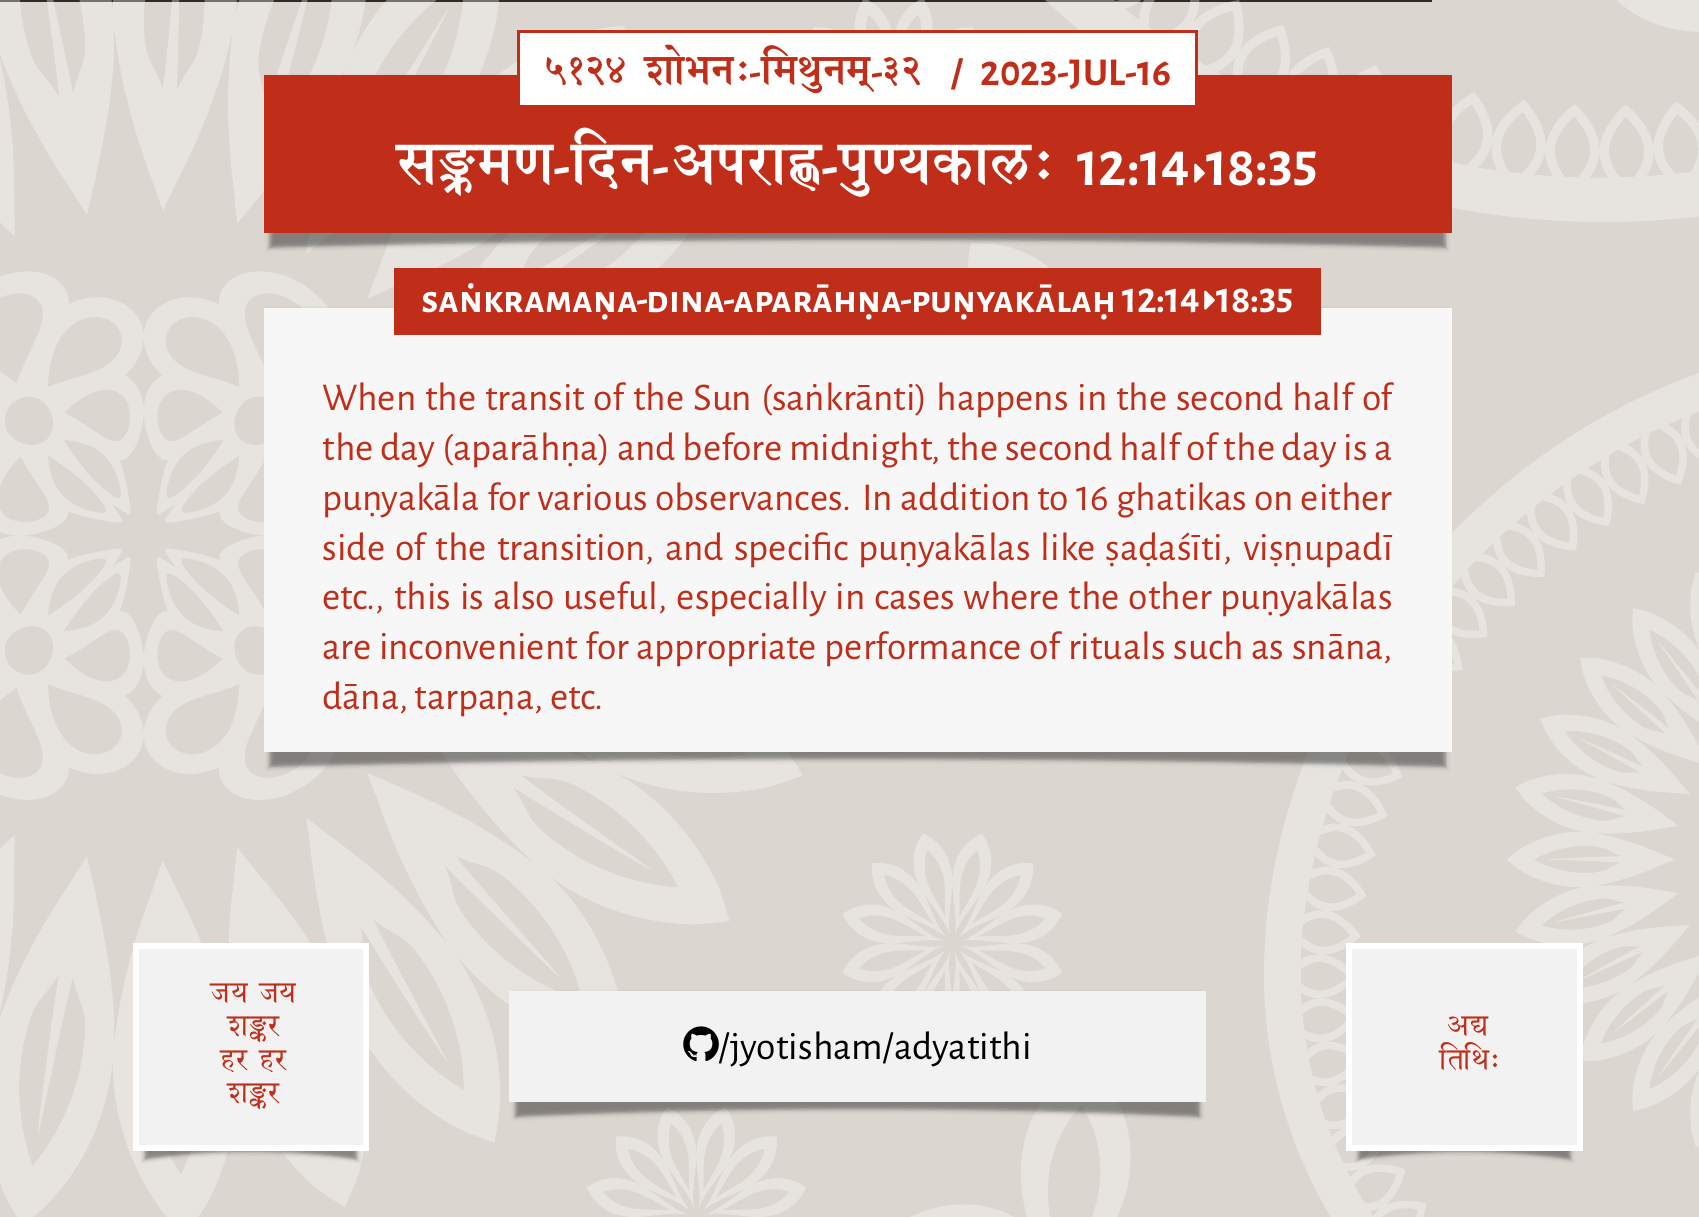 ५१२४ शोभनः-मिथुनम्-३२ / 2023-JUL-16
सङ्क्रमण-दिन-अपराह्ण-पुण्यकालः 12:14▸18:35
SAṄKRAMAṆA-DINA-APARĀHṆA-PUṆYAKĀLAḤ 12:14▸18:35
When the transit of the Sun (saṅkrānti) happens in the second half of
the day (aparāhṇa) and before midnight, the second half of the day is a
puṇyakāla for various observances. In addition to 16 ghatikas on either
side of the transition, and specific puṇyakālas like ṣaḍaśīti, viṣṇupadī
etc., this is also useful, especially in cases where the other puṇyakālas
are inconvenient for appropriate performance of rituals such as snāna,
dāna, tarpaṇa, etc.
जय जय
शङ्कर
हर हर
शङ्कर
/jyotisham/adyatithi
अद्य
तिथिः